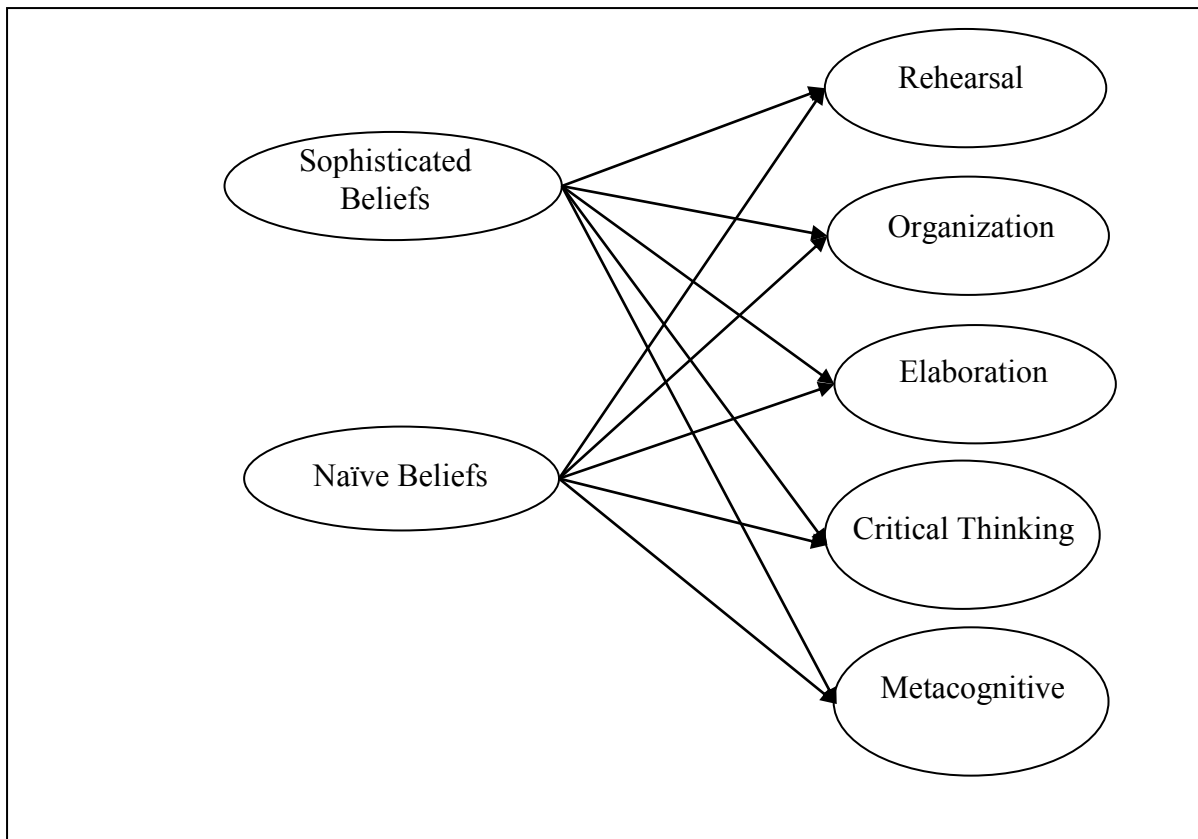 Rehearsal
Sophisticated
Beliefs
Organization
Elaboration
Naïve Beliefs
Critical Thinking
Metacognitive